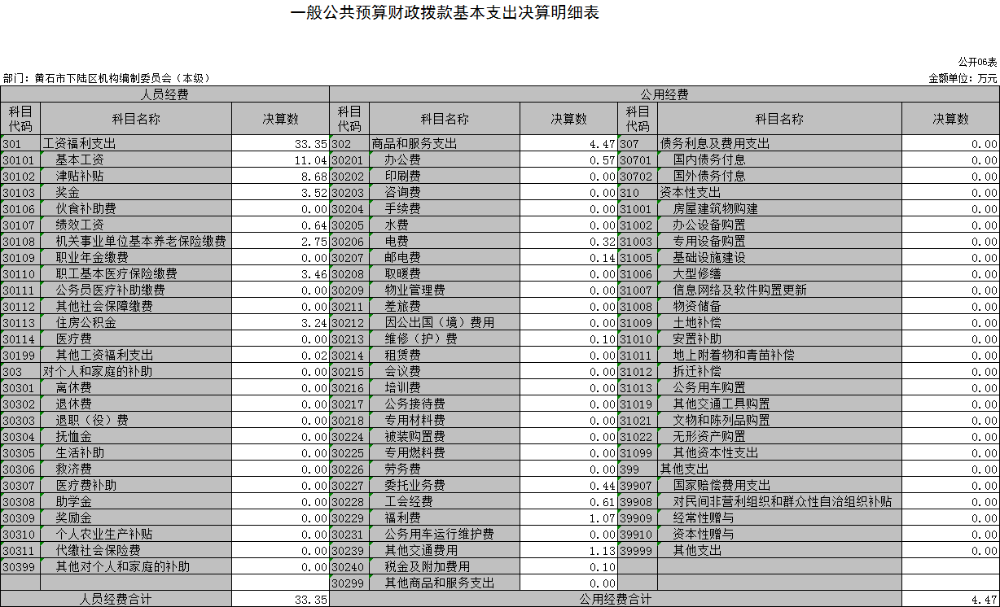 一般公共预算财政拨款基本支出决算明细表
公开06表
部门：黄石市下陆区机构编制委员会（本级） 金额单位：万元
人员经费 公用经费
科目代码 科目名称 决算数 科目代码 科目名称 决算数 科目代码 科目名称 决算数
301 工资福利支出 33.35 302 商品和服务支出 4.47 307 债务利息及费用支出 0.00
30101 基本工资 11.04 30201 办公费 0.57 30701 国内债务付息 0.00
30102 津贴补贴 8.68 30202 印刷费 0.00 30702 国外债务付息 0.00
30103 奖金 3.52 30203 咨询费 0.00 310 资本性支出 0.00
30106 伙食补助费 0.00 30204 手续费 0.00 31001 房屋建筑物购建 0.00
30107 绩效工资 0.64 30205 水费 0.00 31002 办公设备购置 0.00
30108 机关事业单位基本养老保险缴费 2.75 30206 电费 0.32 31003 专用设备购置 0.00
30109 职业年金缴费 0.00 30207 邮电费 0.14 31005 基础设施建设 0.00
30110 职工基本医疗保险缴费 3.46 30208 取暖费 0.00 31006 大型修缮 0.00
30111 公务员医疗补助缴费 0.00 30209 物业管理费 0.00 31007 信息网络及软件购置更新 0.00
30112 其他社会保障缴费 0.00 30211 差旅费 0.00 31008 物资储备 0.00
30113 住房公积金 3.24 30212 因公出国（境）费用 0.00 31009 土地补偿 0.00
30114 医疗费 0.00 30213 维修（护）费 0.10 31010 安置补助 0.00
30199 其他工资福利支出 0.02 30214 租赁费 0.00 31011 地上附着物和青苗补偿 0.00
303 对个人和家庭的补助 0.00 30215 会议费 0.00 31012 拆迁补偿 0.00
30301 离休费 0.00 30216 培训费 0.00 31013 公务用车购置 0.00
30302 退休费 0.00 30217 公务接待费 0.00 31019 其他交通工具购置 0.00
30303 退职（役）费 0.00 30218 专用材料费 0.00 31021 文物和陈列品购置 0.00
30304 抚恤金 0.00 30224 被装购置费 0.00 31022 无形资产购置 0.00
30305 生活补助 0.00 30225 专用燃料费 0.00 31099 其他资本性支出 0.00
30306 救济费 0.00 30226 劳务费 0.00 399 其他支出 0.00
30307 医疗费补助 0.00 30227 委托业务费 0.44 39907 国家赔偿费用支出 0.00
30308 助学金 0.00 30228 工会经费 0.61 39908 对民间非营利组织和群众性自治组织补贴 0.00
30309 奖励金 0.00 30229 福利费 1.07 39909 经常性赠与 0.00
30310 个人农业生产补贴 0.00 30231 公务用车运行维护费 0.00 39910 资本性赠与 0.00
30311 代缴社会保险费 0.00 30239 其他交通费用 1.13 39999 其他支出 0.00
30399 其他对个人和家庭的补助 0.00 30240 税金及附加费用 0.10
30299 其他商品和服务支出 0.00
人员经费合计 33.35 公用经费合计 4.47